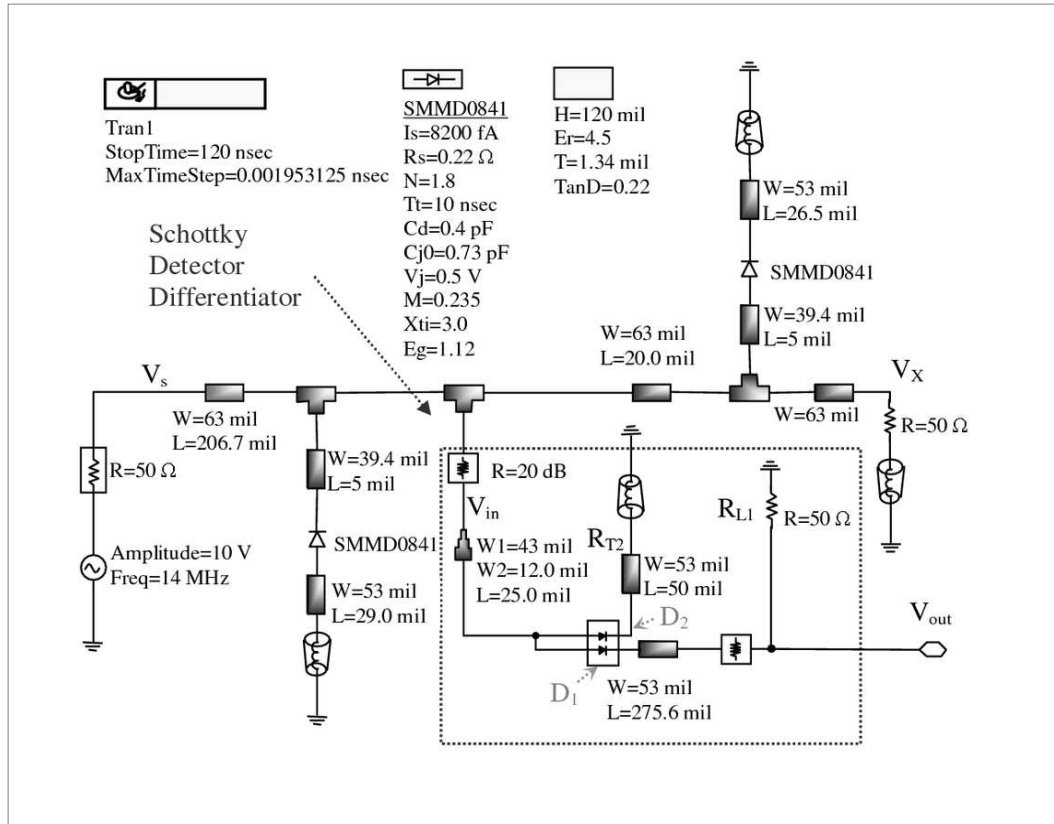 Tran1
StopTime=120 nsec
MaxTimeStep=0.001953125 nsec
SMMD0841
Is=8200 fA
Rs=0.22 Ω
N=1.8
Tt=10 nsec
Cd=0.4 pF
Cj0=0.73 pF
Vj=0.5 V
M=0.235
Xti=3.0
Eg=1.12
H=120 mil
Er=4.5
T=1.34 mil
TanD=0.22
W=53 mil
L=26.5 mil
SMMD0841
W=39.4 mil
L=5 mil
Schottky
Detector
Differentiator
W=63 mil
L=20.0 mil
Vs
W=63 mil
L=206.7 mil
VX
W=63 mil
R=50 Ω
R=50 Ω
W=39.4 mil
L=5 mil
R=20 dB
Vin
RL1
R=50 Ω
RT2
SMMD0841
W1=43 mil
W2=12.0 mil
L=25.0 mil
W=53 mil
L=50 mil
Amplitude=10 V
Freq=14 MHz
W=53 mil
L=29.0 mil
D2
Vout
D1
W=53 mil
L=275.6 mil